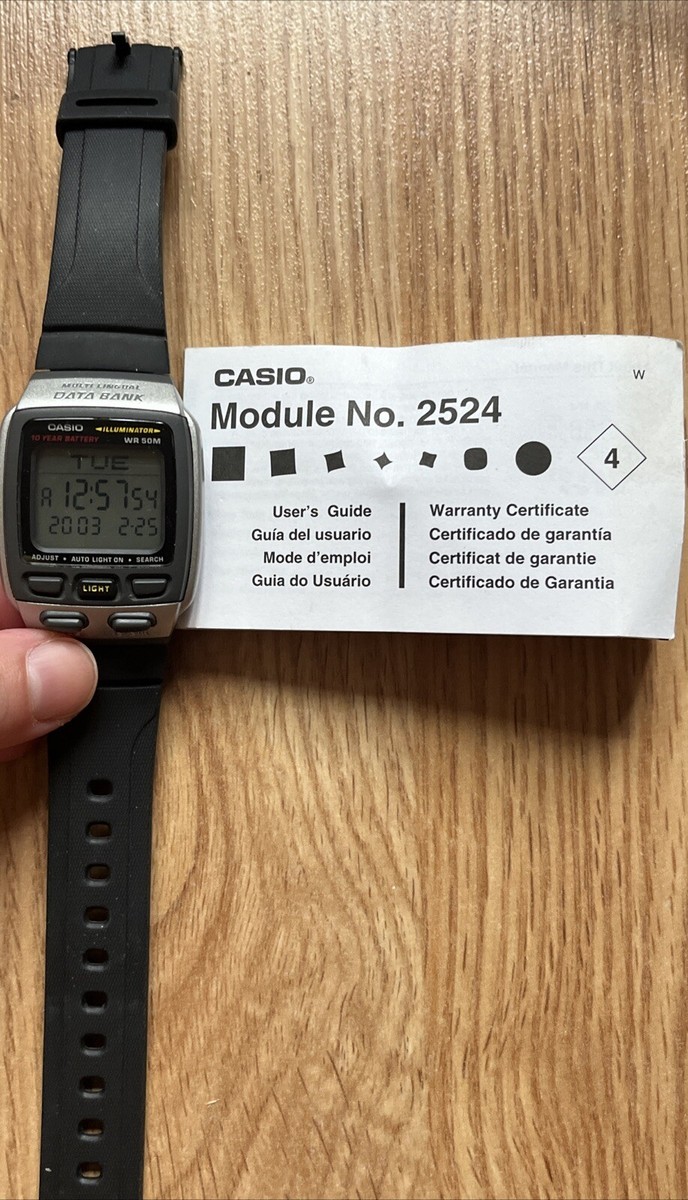 MULTI LINGUAL
DATA BANK
CASIO
ILLUMINATOR
10 YEAR BATTERY
WR 50M
TUE
A 12:57 54
2003 2-25
ADJUST • AUTO LIGHT ON • SEARCH
LIGHT
CASIO®
W
Module No. 2524
4
User's Guide
Guía del usuario
Mode d'emploi
Guia do Usuário
Warranty Certificate
Certificado de garantía
Certificat de garantie
Certificado de Garantia